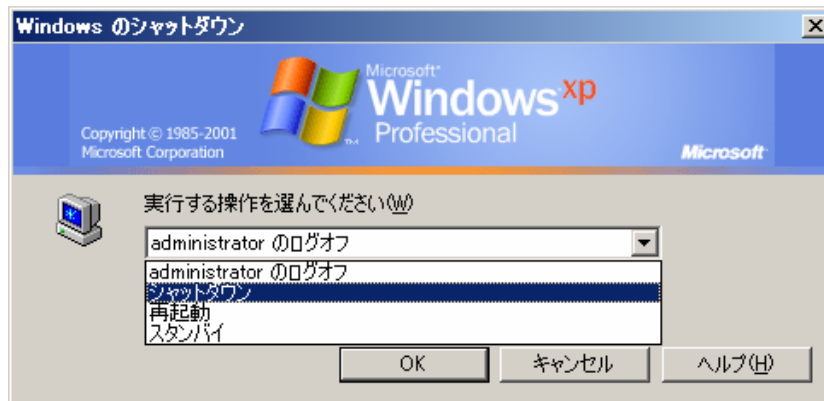 Windows のシャットダウン
Microsoft
Windows xp
Professional
Copyright © 1985-2001
Microsoft Corporation
Microsoft
実行する操作を選んでください(W)
administrator のログオフ
administrator のログオフ
シャットダウン
再起動
スタンバイ
OK
キャンセル
ヘルプ(H)